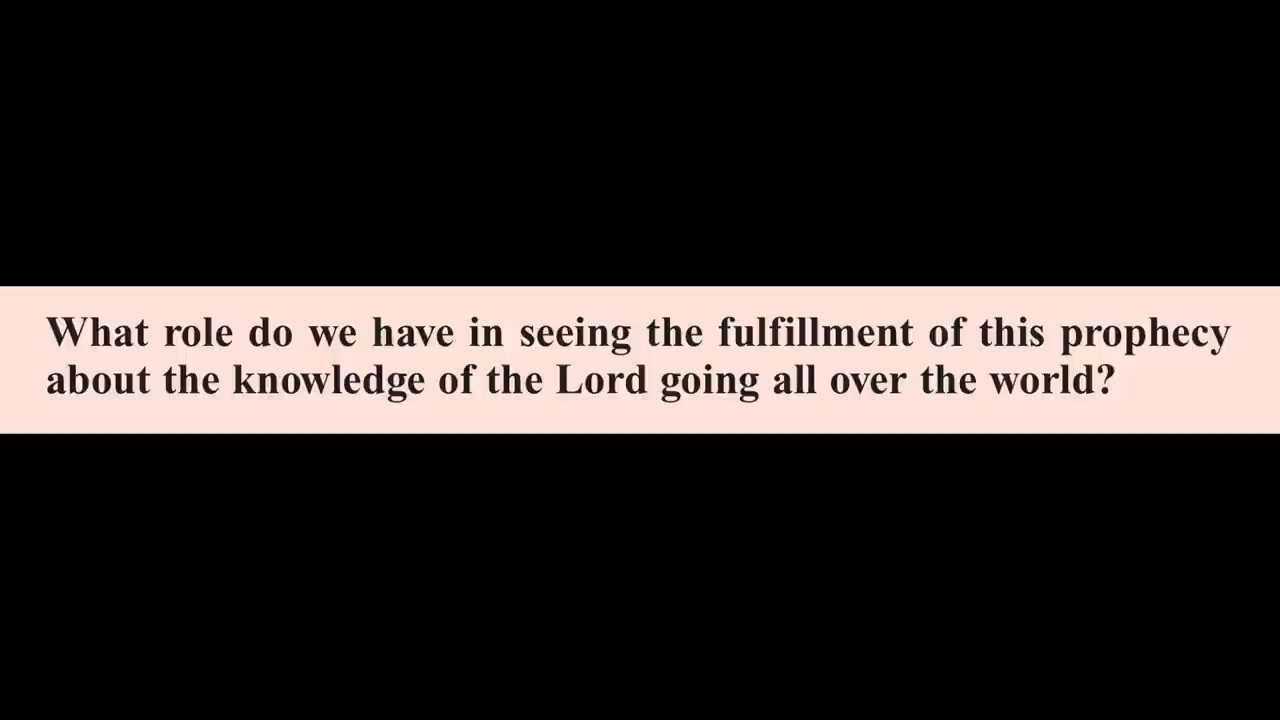 What role do we have in seeing the fulfillment of this prophecy
about the knowledge of the Lord going all over the world?